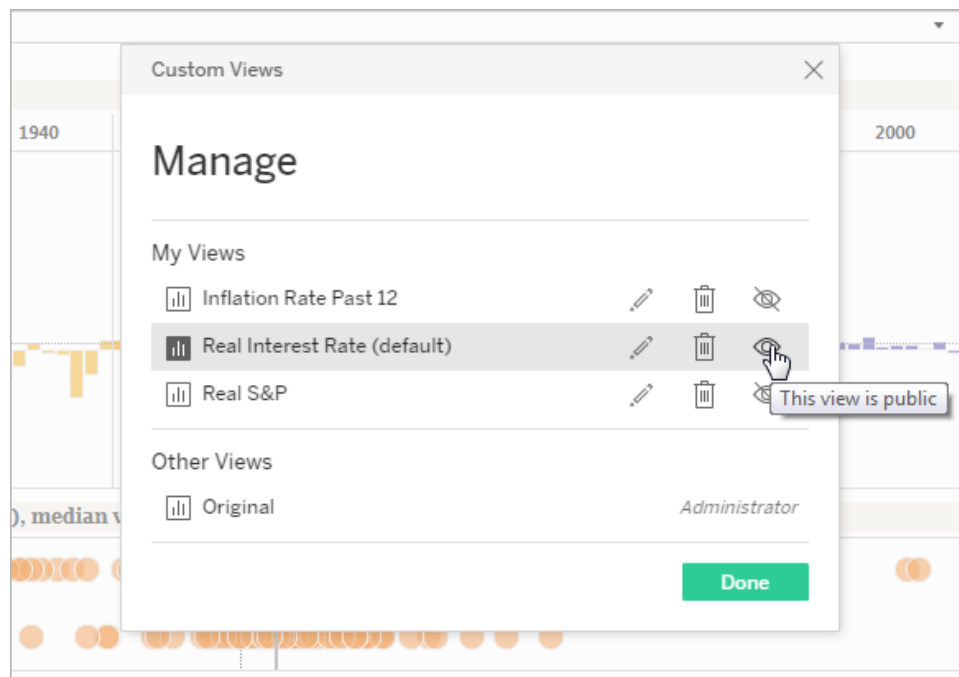 Custom Views
1940
2000
Manage
My Views
Inflation Rate Past 12
Real Interest Rate (default)
Real S&P
This view is public
Other Views
Original
Administrator
), median v
Done